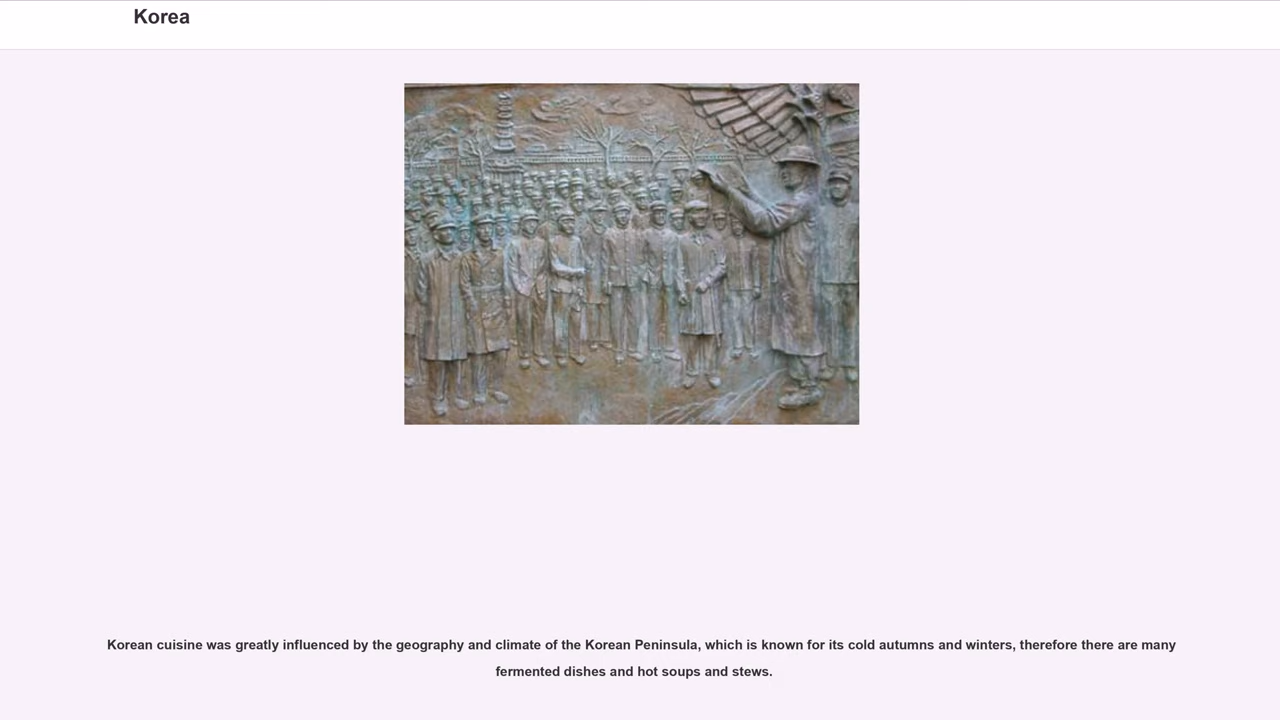 Korea
Korean cuisine was greatly influenced by the geography and climate of the Korean Peninsula, which is known for its cold autumns and winters, therefore there are many
fermented dishes and hot soups and stews.